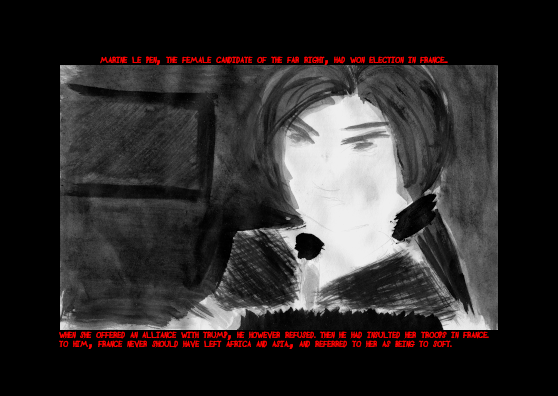 MARINE LE PEN, THE FEMALE CANDIDATE OF THE FAR RIGHT, HAD WON ELECTION IN FRANCE.
WHEN SHE OFFERED AN ALLIANCE WITH TRUMP, HE HOWEVER REFUSED. THEN HE HAD INSULTED HER TROOPS IN FRANCE.
TO HIM, FRANCE NEVER SHOULD HAVE LEFT AFRICA AND ASIA, AND REFERRED TO HER AS BEING TO SOFT.